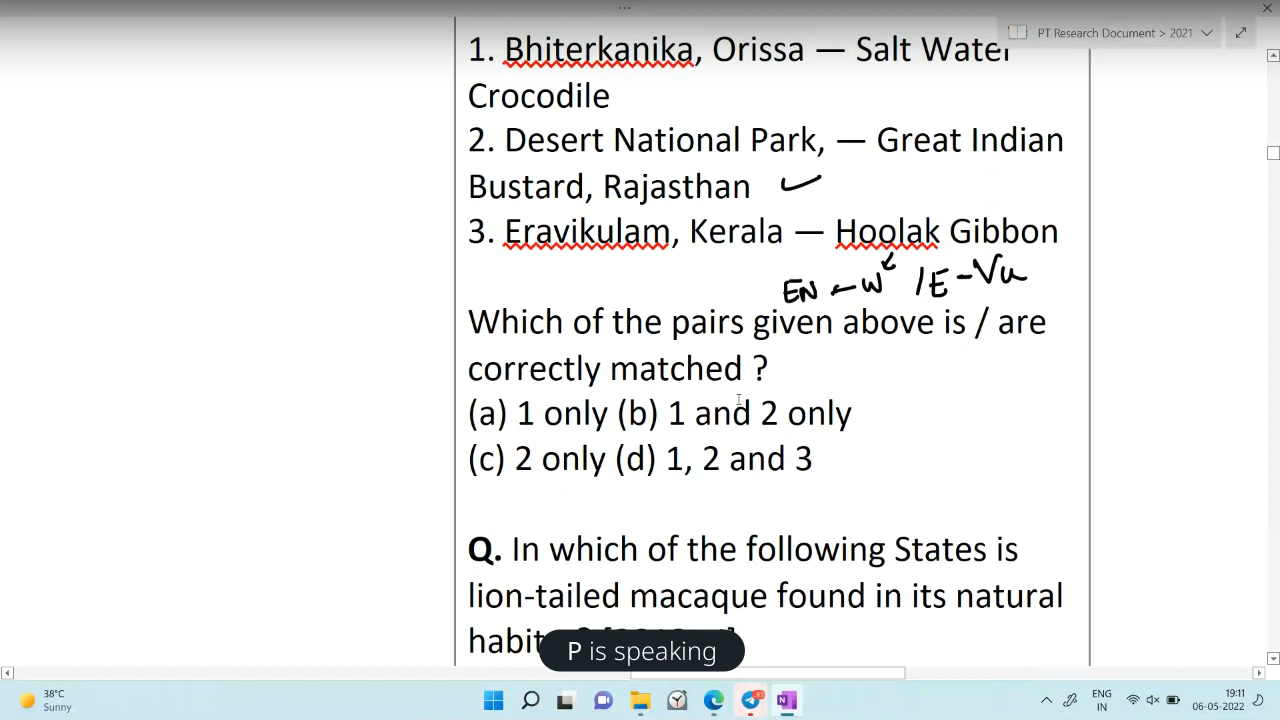 PT Research Document > 2021
1. Bhiterkanika, Orissa — Salt Water
Crocodile
2. Desert National Park, — Great Indian
Bustard, Rajasthan
3. Eravikulam, Kerala — Hoolak Gibbon
EN ← W / E - Vu
Which of the pairs given above is / are
correctly matched ?
(a) 1 only (b) 1 and 2 only
(c) 2 only (d) 1, 2 and 3
Q. In which of the following States is
lion-tailed macaque found in its natural
P is speaking
38°C
Sunny
ENG
IN
09:11
06-05-2022